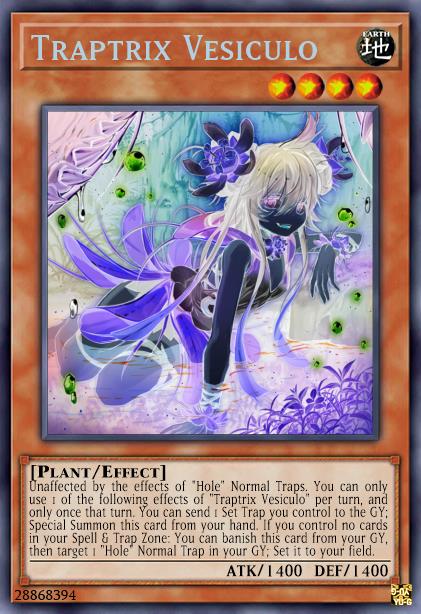 Traptrix Vesiculo
EARTH
地
[Plant/Effect]
Unaffected by the effects of "Hole" Normal Traps. You can only
use 1 of the following effects of "Traptrix Vesiculo" per turn, and
only once that turn. You can send 1 Set Trap you control to the GY;
Special Summon this card from your hand. If you control no cards
in your Spell & Trap Zone: You can banish this card from your GY,
then target 1 "Hole" Normal Trap in your GY; Set it to your field.
ATK/1400 DEF/1400
28868394